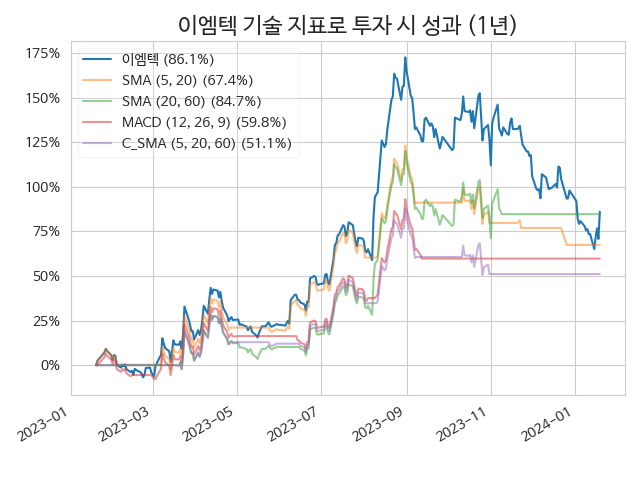 이엠텍 기술 지표로 투자 시 성과 (1년)
175%
150%
125%
100%
75%
50%
25%
0%
이엠텍 (86.1%)
SMA (5, 20) (67.4%)
SMA (20, 60) (84.7%)
MACD (12, 26, 9) (59.8%)
C_SMA (5, 20, 60) (51.1%)
2023-01
2023-03
2023-05
2023-07
2023-09
2023-11
2024-01